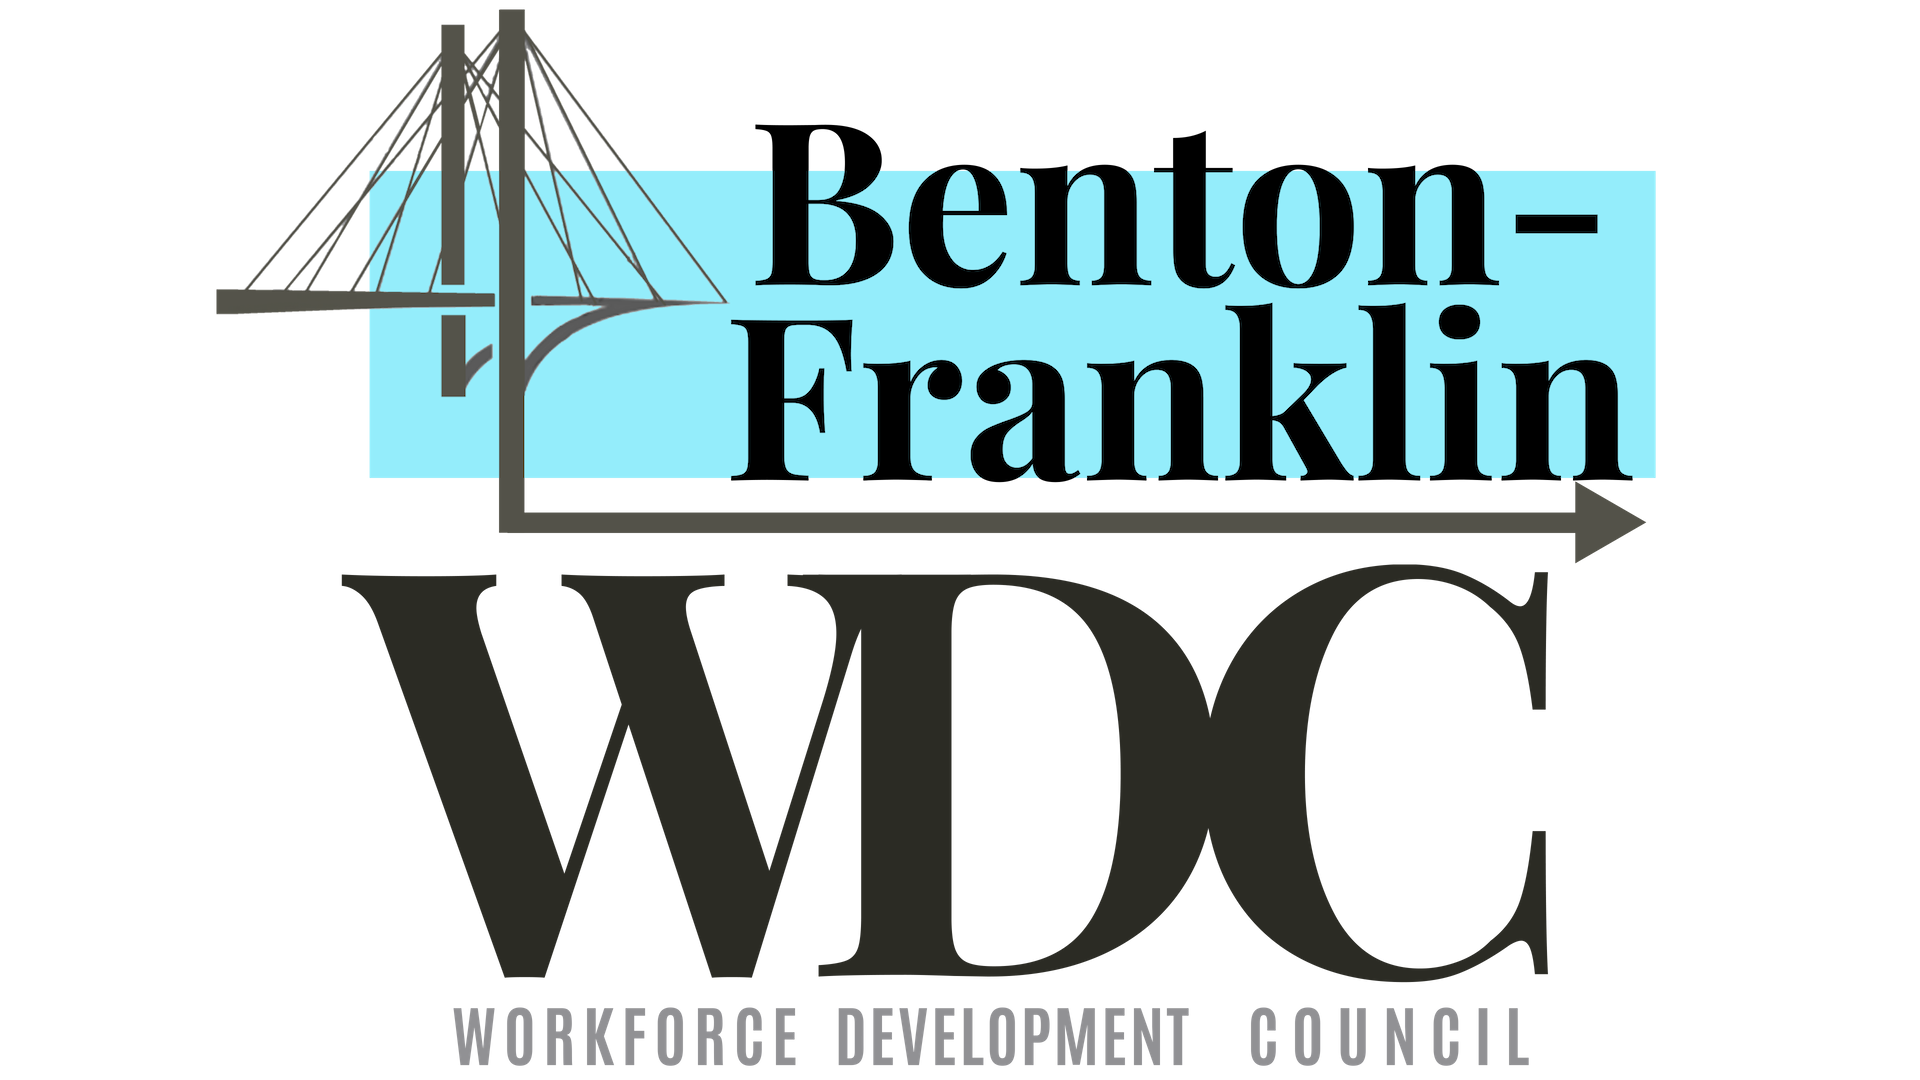 Benton-
Franklin
WDC
WORKFORCE DEVELOPMENT COUNCIL